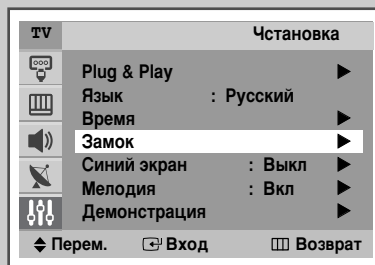 TV Чстановка
Plug & Play
Язык : Русский
Время
Замок
Синий экран : Выкл
Мелодия : Вкл
Демонстрация
Перем. Вход Возврат